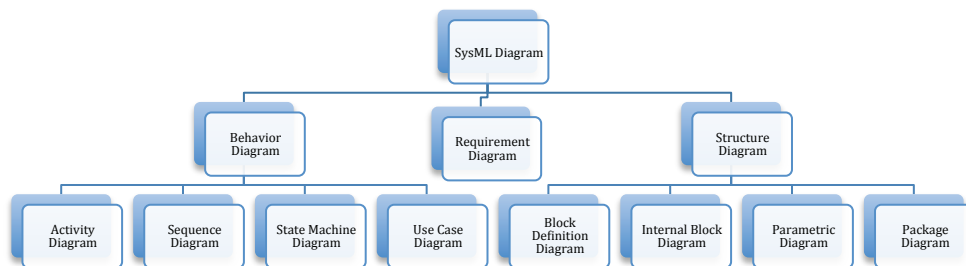 SysML Diagram
Behavior
Diagram
Requirement
Diagram
Structure
Diagram
Activity
Diagram
Sequence
Diagram
State Machine
Diagram
Use Case
Diagram
Block
Definition
Diagram
Internal Block
Diagram
Parametric
Diagram
Package
Diagram